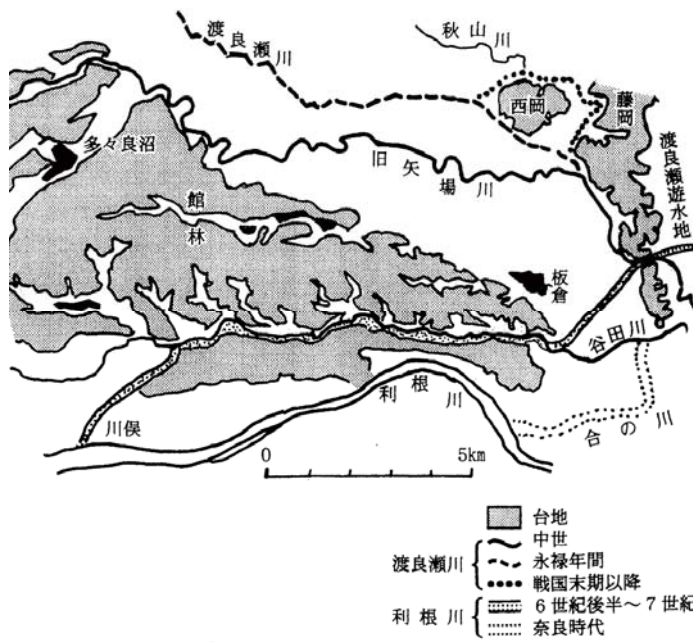 渡良瀬川
秋山川
西岡
藤岡
多々良沼
旧矢場川
渡良瀬遊水地
館林
板倉
谷田川
利根川
川俣
合の川
0 5km
台地
渡良瀬川
中世
永禄年間
戦国末期以降
利根川
6世紀後半〜7世紀
奈良時代